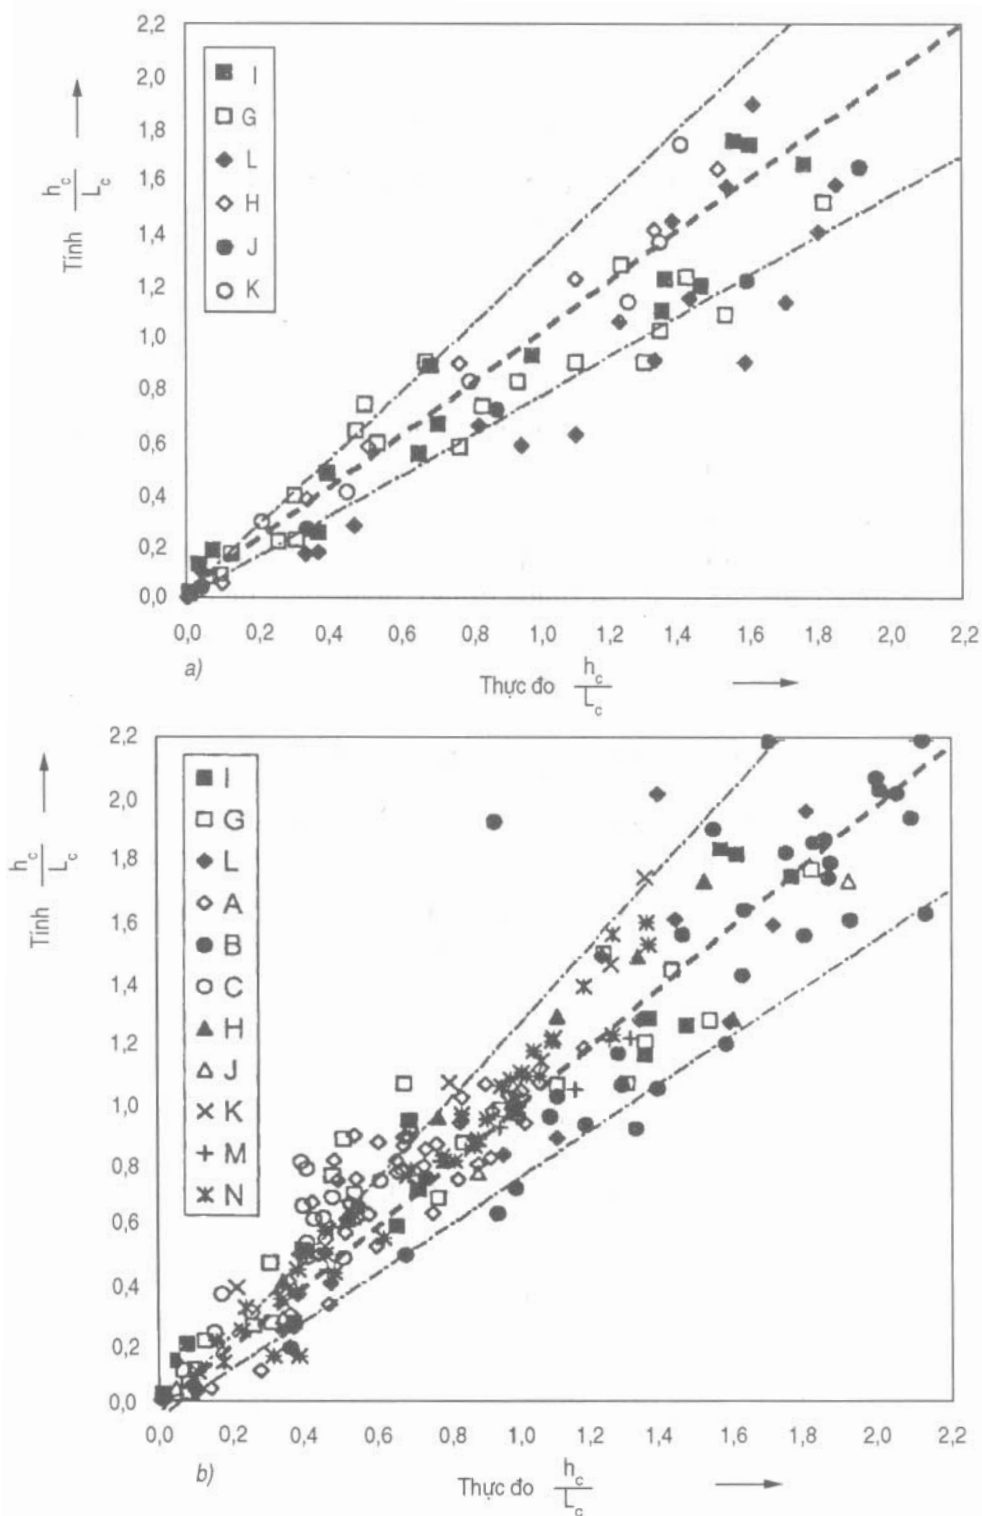 2,2
2,0
1,8
1,6
1,4
1,2
1,0
0,8
0,6
0,4
0,2
0,0
Tính h_c / L_c
I
G
L
H
J
K
0,0 0,2 0,4 0,6 0,8 1,0 1,2 1,4 1,6 1,8 2,0 2,2
a)
Thực đo h_c / L_c
2,2
2,0
1,8
1,6
1,4
1,2
1,0
0,8
0,6
0,4
0,2
0,0
Tính h_c / L_c
I
G
L
A
B
C
H
J
K
M
N
0,0 0,2 0,4 0,6 0,8 1,0 1,2 1,4 1,6 1,8 2,0 2,2
b)
Thực đo h_c / L_c